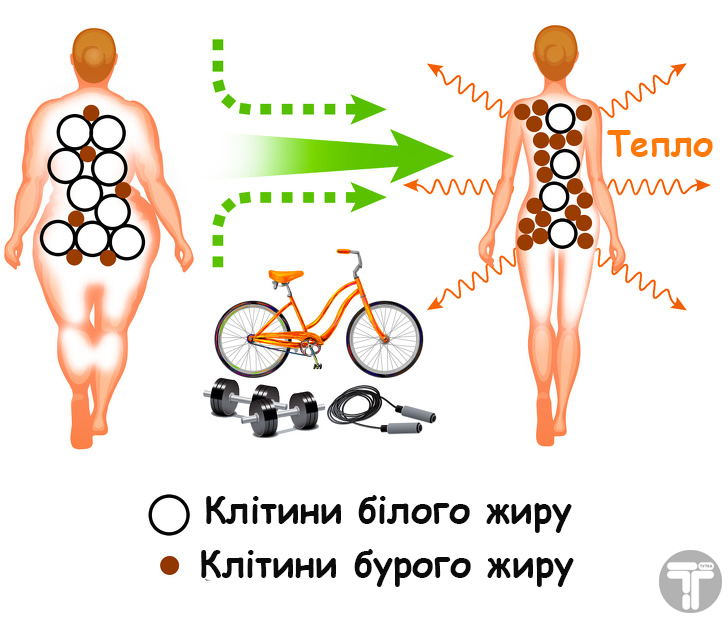 Тепло
Клітини білого жиру
Клітини бурого жиру